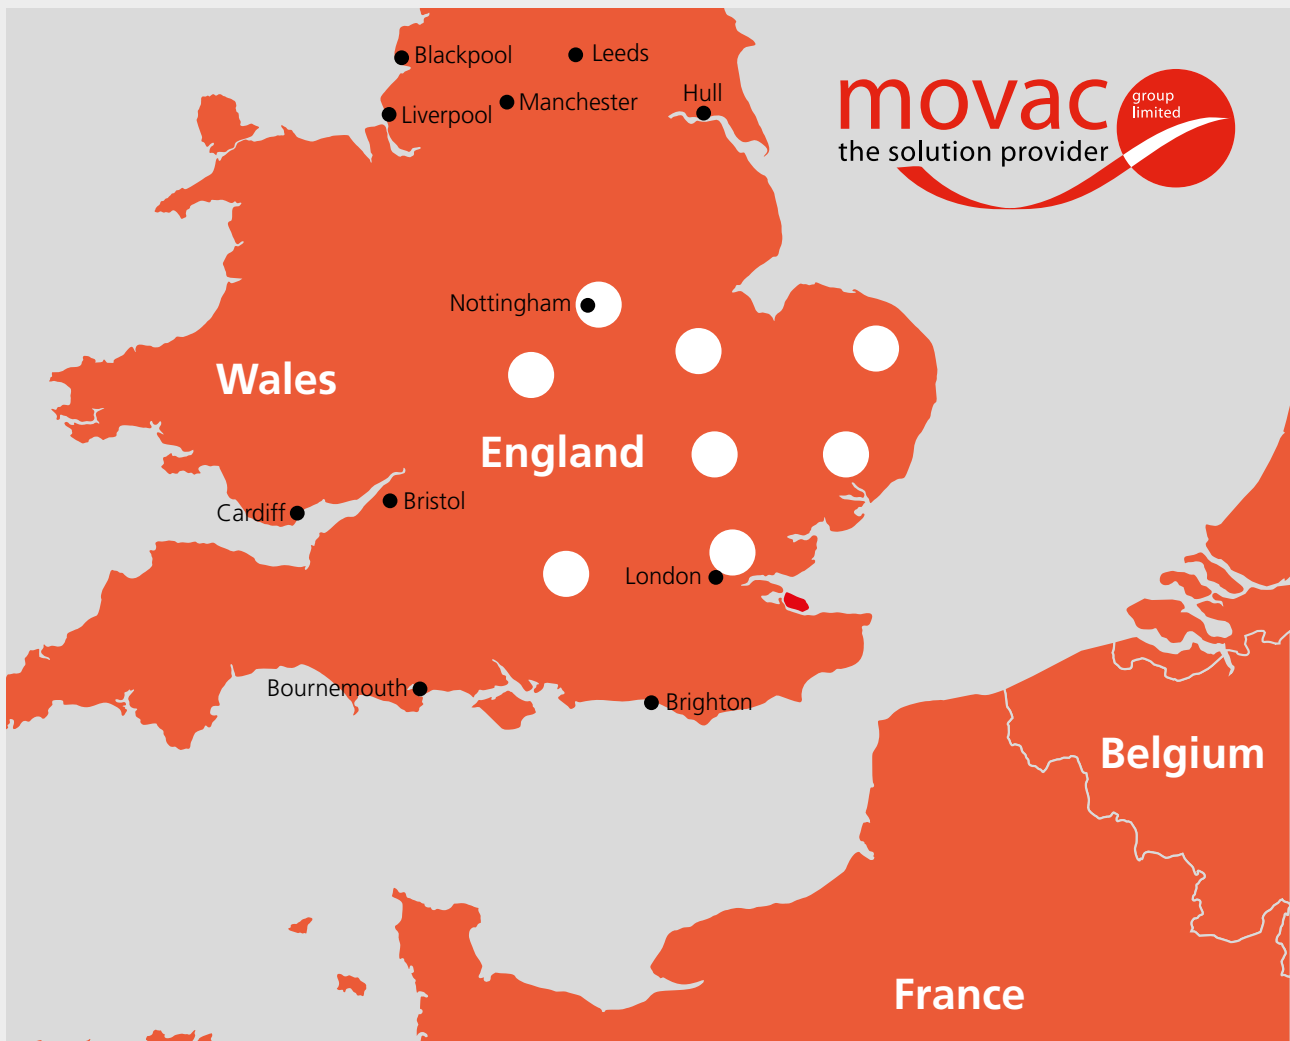 Blackpool
Leeds
Hull
Liverpool
Manchester
movac
group
limited
the solution provider
Nottingham
Wales
England
Cardiff
Bristol
London
Bournemouth
Brighton
Belgium
France